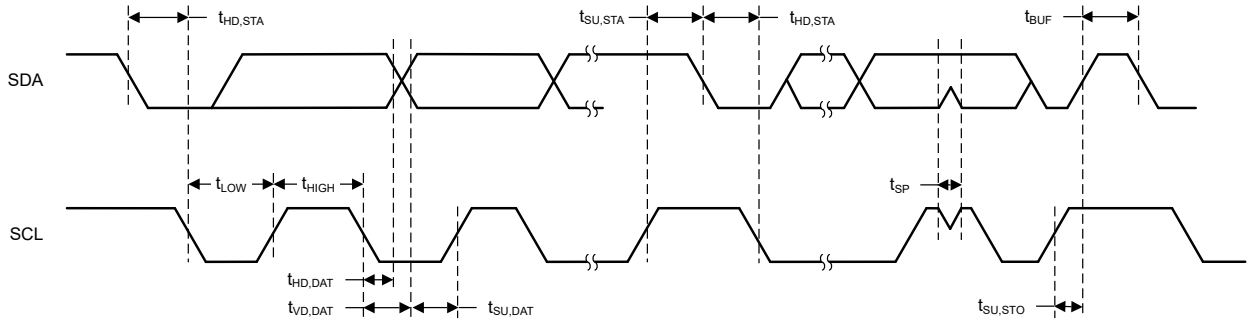 tHD,STA
tSU,STA
tHD,STA
tBUF
SDA
tLOW
tHIGH
tSP
SCL
tHD,DAT
tVD,DAT
tSU,DAT
tSU,STO